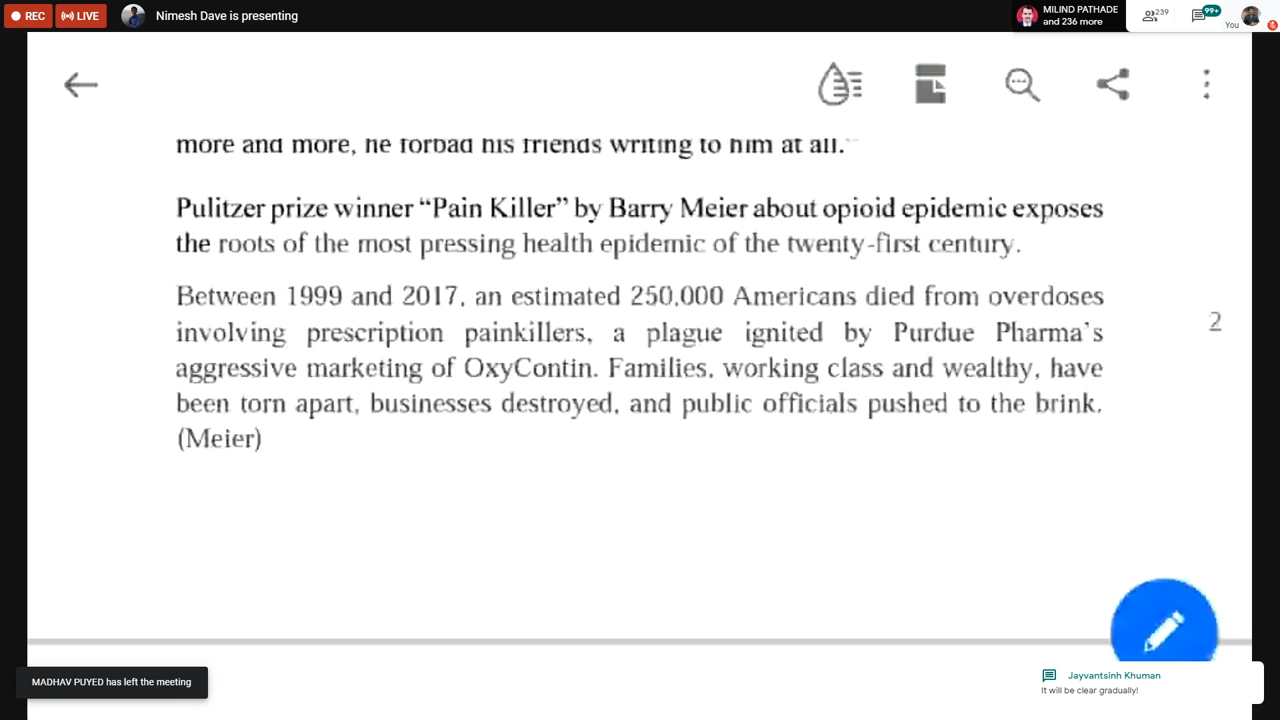 REC
LIVE
Nimesh Dave is presenting
MILIND PATHADE
and 236 more
239
99+
You
more and more, he forbad his friends writing to him at all."
Pulitzer prize winner “Pain Killer” by Barry Meier about opioid epidemic exposes
the roots of the most pressing health epidemic of the twenty-first century.
Between 1999 and 2017, an estimated 250,000 Americans died from overdoses
involving prescription painkillers, a plague ignited by Purdue Pharma's
aggressive marketing of OxyContin. Families, working class and wealthy, have
been torn apart, businesses destroyed, and public officials pushed to the brink.
(Meier)
2
MADHAV PUYED has left the meeting
Jayvantsinh Khuman
It will be clear gradually!